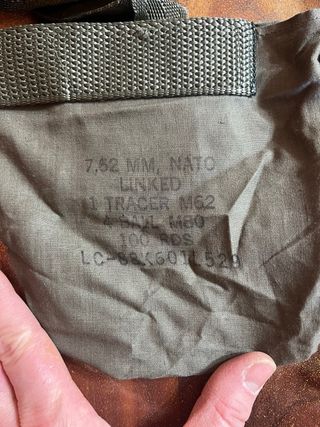 7.62 MM, NATO
LINKED
1 TRACER M62
4 BALL M80
100 RDS